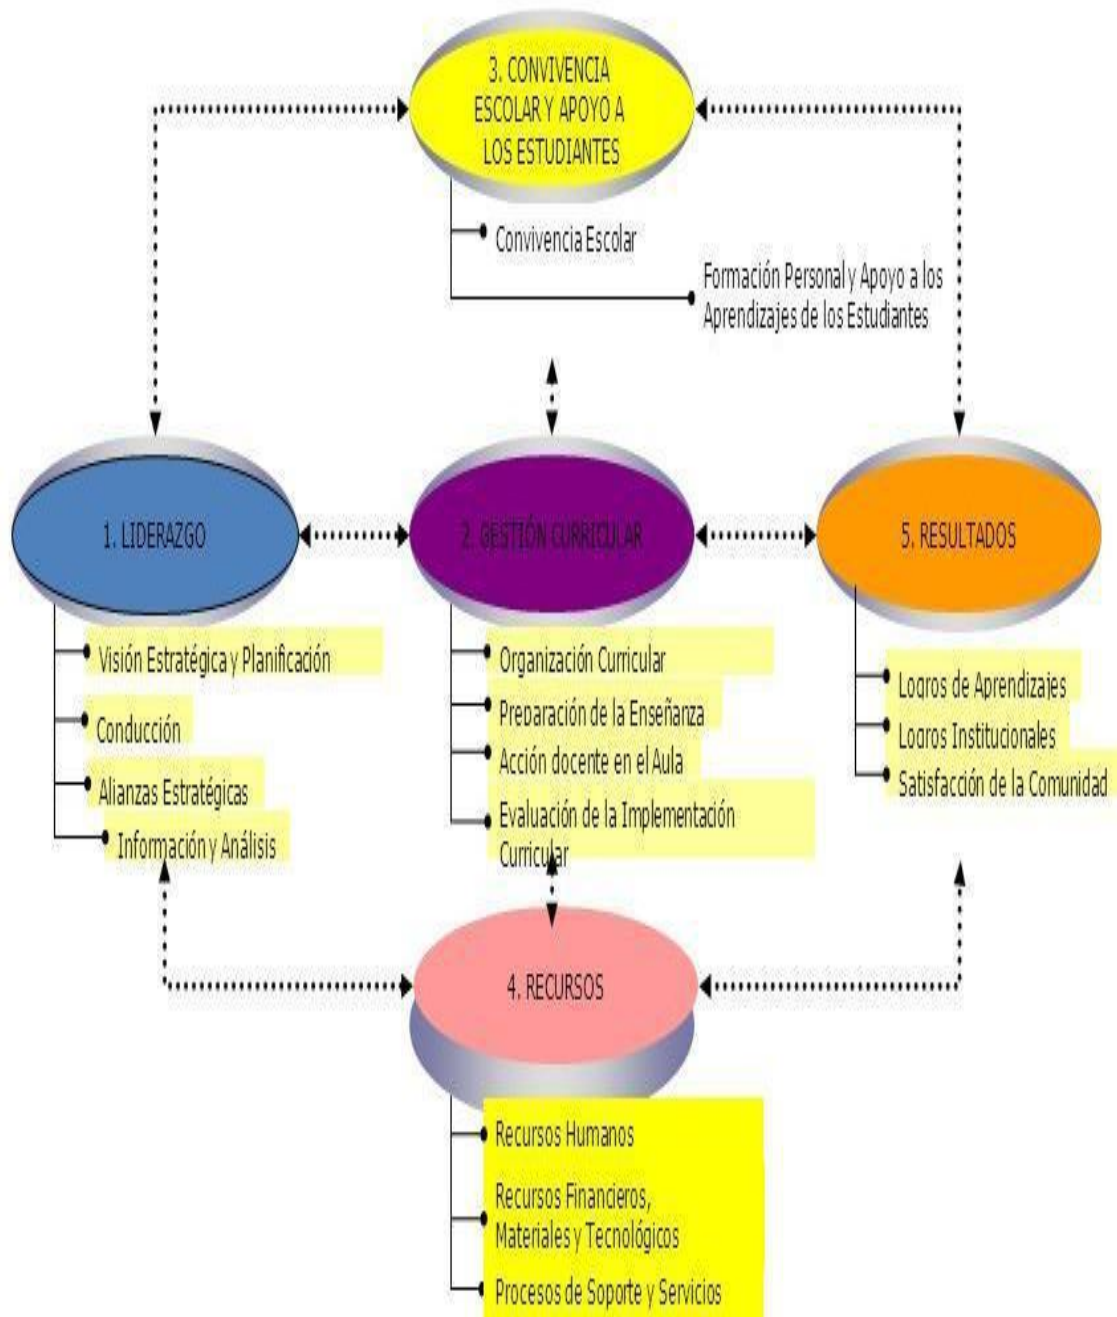 3. CONVIVENCIA
ESCOLAR Y APOYO A
LOS ESTUDIANTES
Convivencia Escolar
Formación Personal y Apoyo a los
Aprendizajes de los Estudiantes
1. LIDERAZGO
2. GESTIÓN CURRICULAR
5. RESULTADOS
Visión Estratégica y Planificación
Conducción
Alianzas Estratégicas
Información y Análisis
Organización Curricular
Preparación de la Enseñanza
Acción docente en el Aula
Evaluación de la Implementación
Curricular
Logros de Aprendizajes
Logros Institucionales
Satisfacción de la Comunidad
4. RECURSOS
Recursos Humanos
Recursos Financieros,
Materiales y Tecnológicos
Procesos de Soporte y Servicios